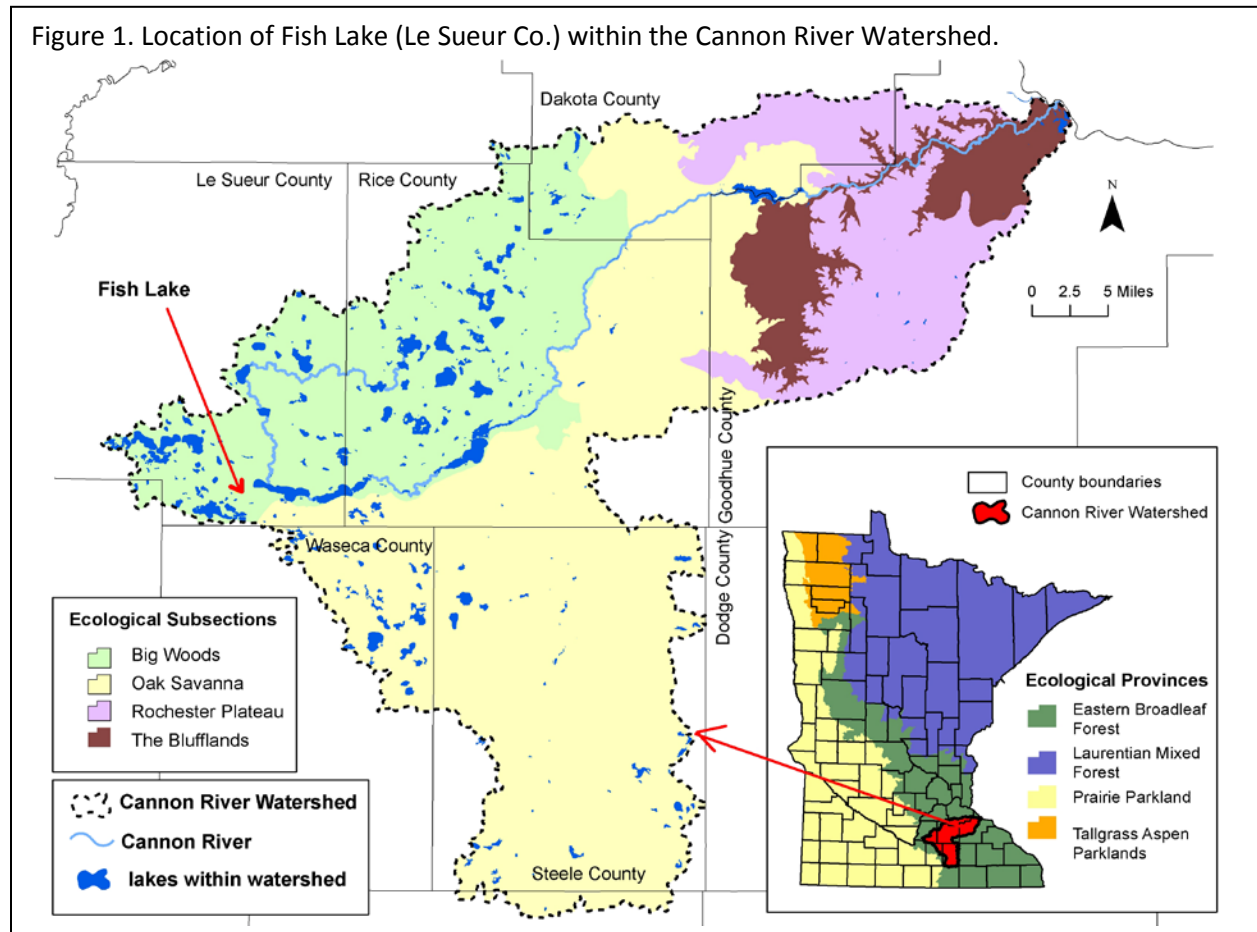 Figure 1. Location of Fish Lake (Le Sueur Co.) within the Cannon River Watershed.
Dakota County
Le Sueur County
Rice County
N
0 2.5 5 Miles
Fish Lake
Goodhue County
Waseca County
Dodge County
Steele County
Ecological Subsections
Big Woods
Oak Savanna
Rochester Plateau
The Blufflands
Cannon River Watershed
Cannon River
lakes within watershed
County boundaries
Cannon River Watershed
Ecological Provinces
Eastern Broadleaf
Forest
Laurentian Mixed
Forest
Prairie Parkland
Tallgrass Aspen
Parklands